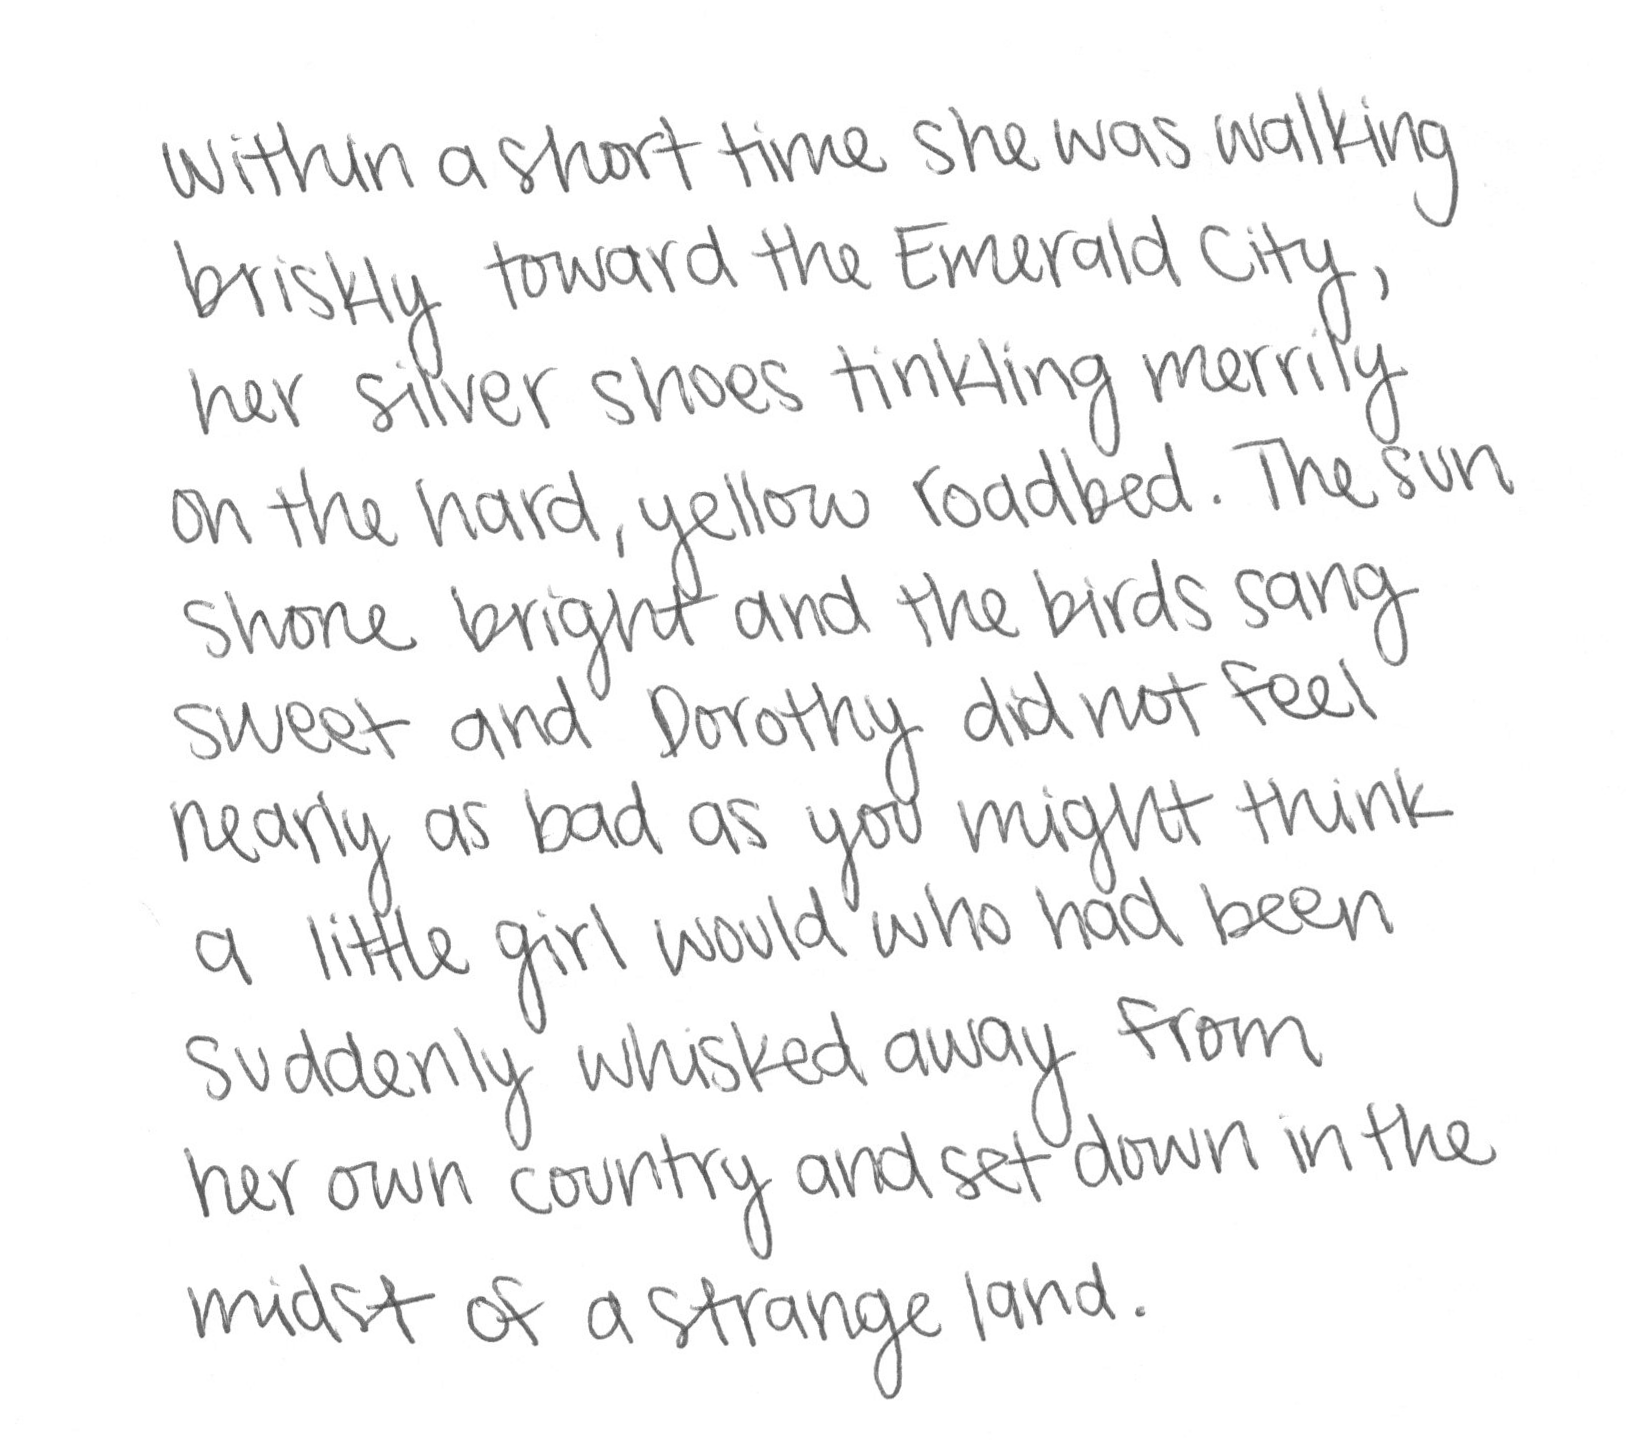 Within a short time she was walking
briskly toward the Emerald City,
her silver shoes tinkling merrily
on the hard, yellow roadbed. The sun
shone bright and the birds sang
sweet and Dorothy did not feel
nearly as bad as you might think
a little girl would who had been
suddenly whisked away from
her own country and set down in the
midst of a strange land.